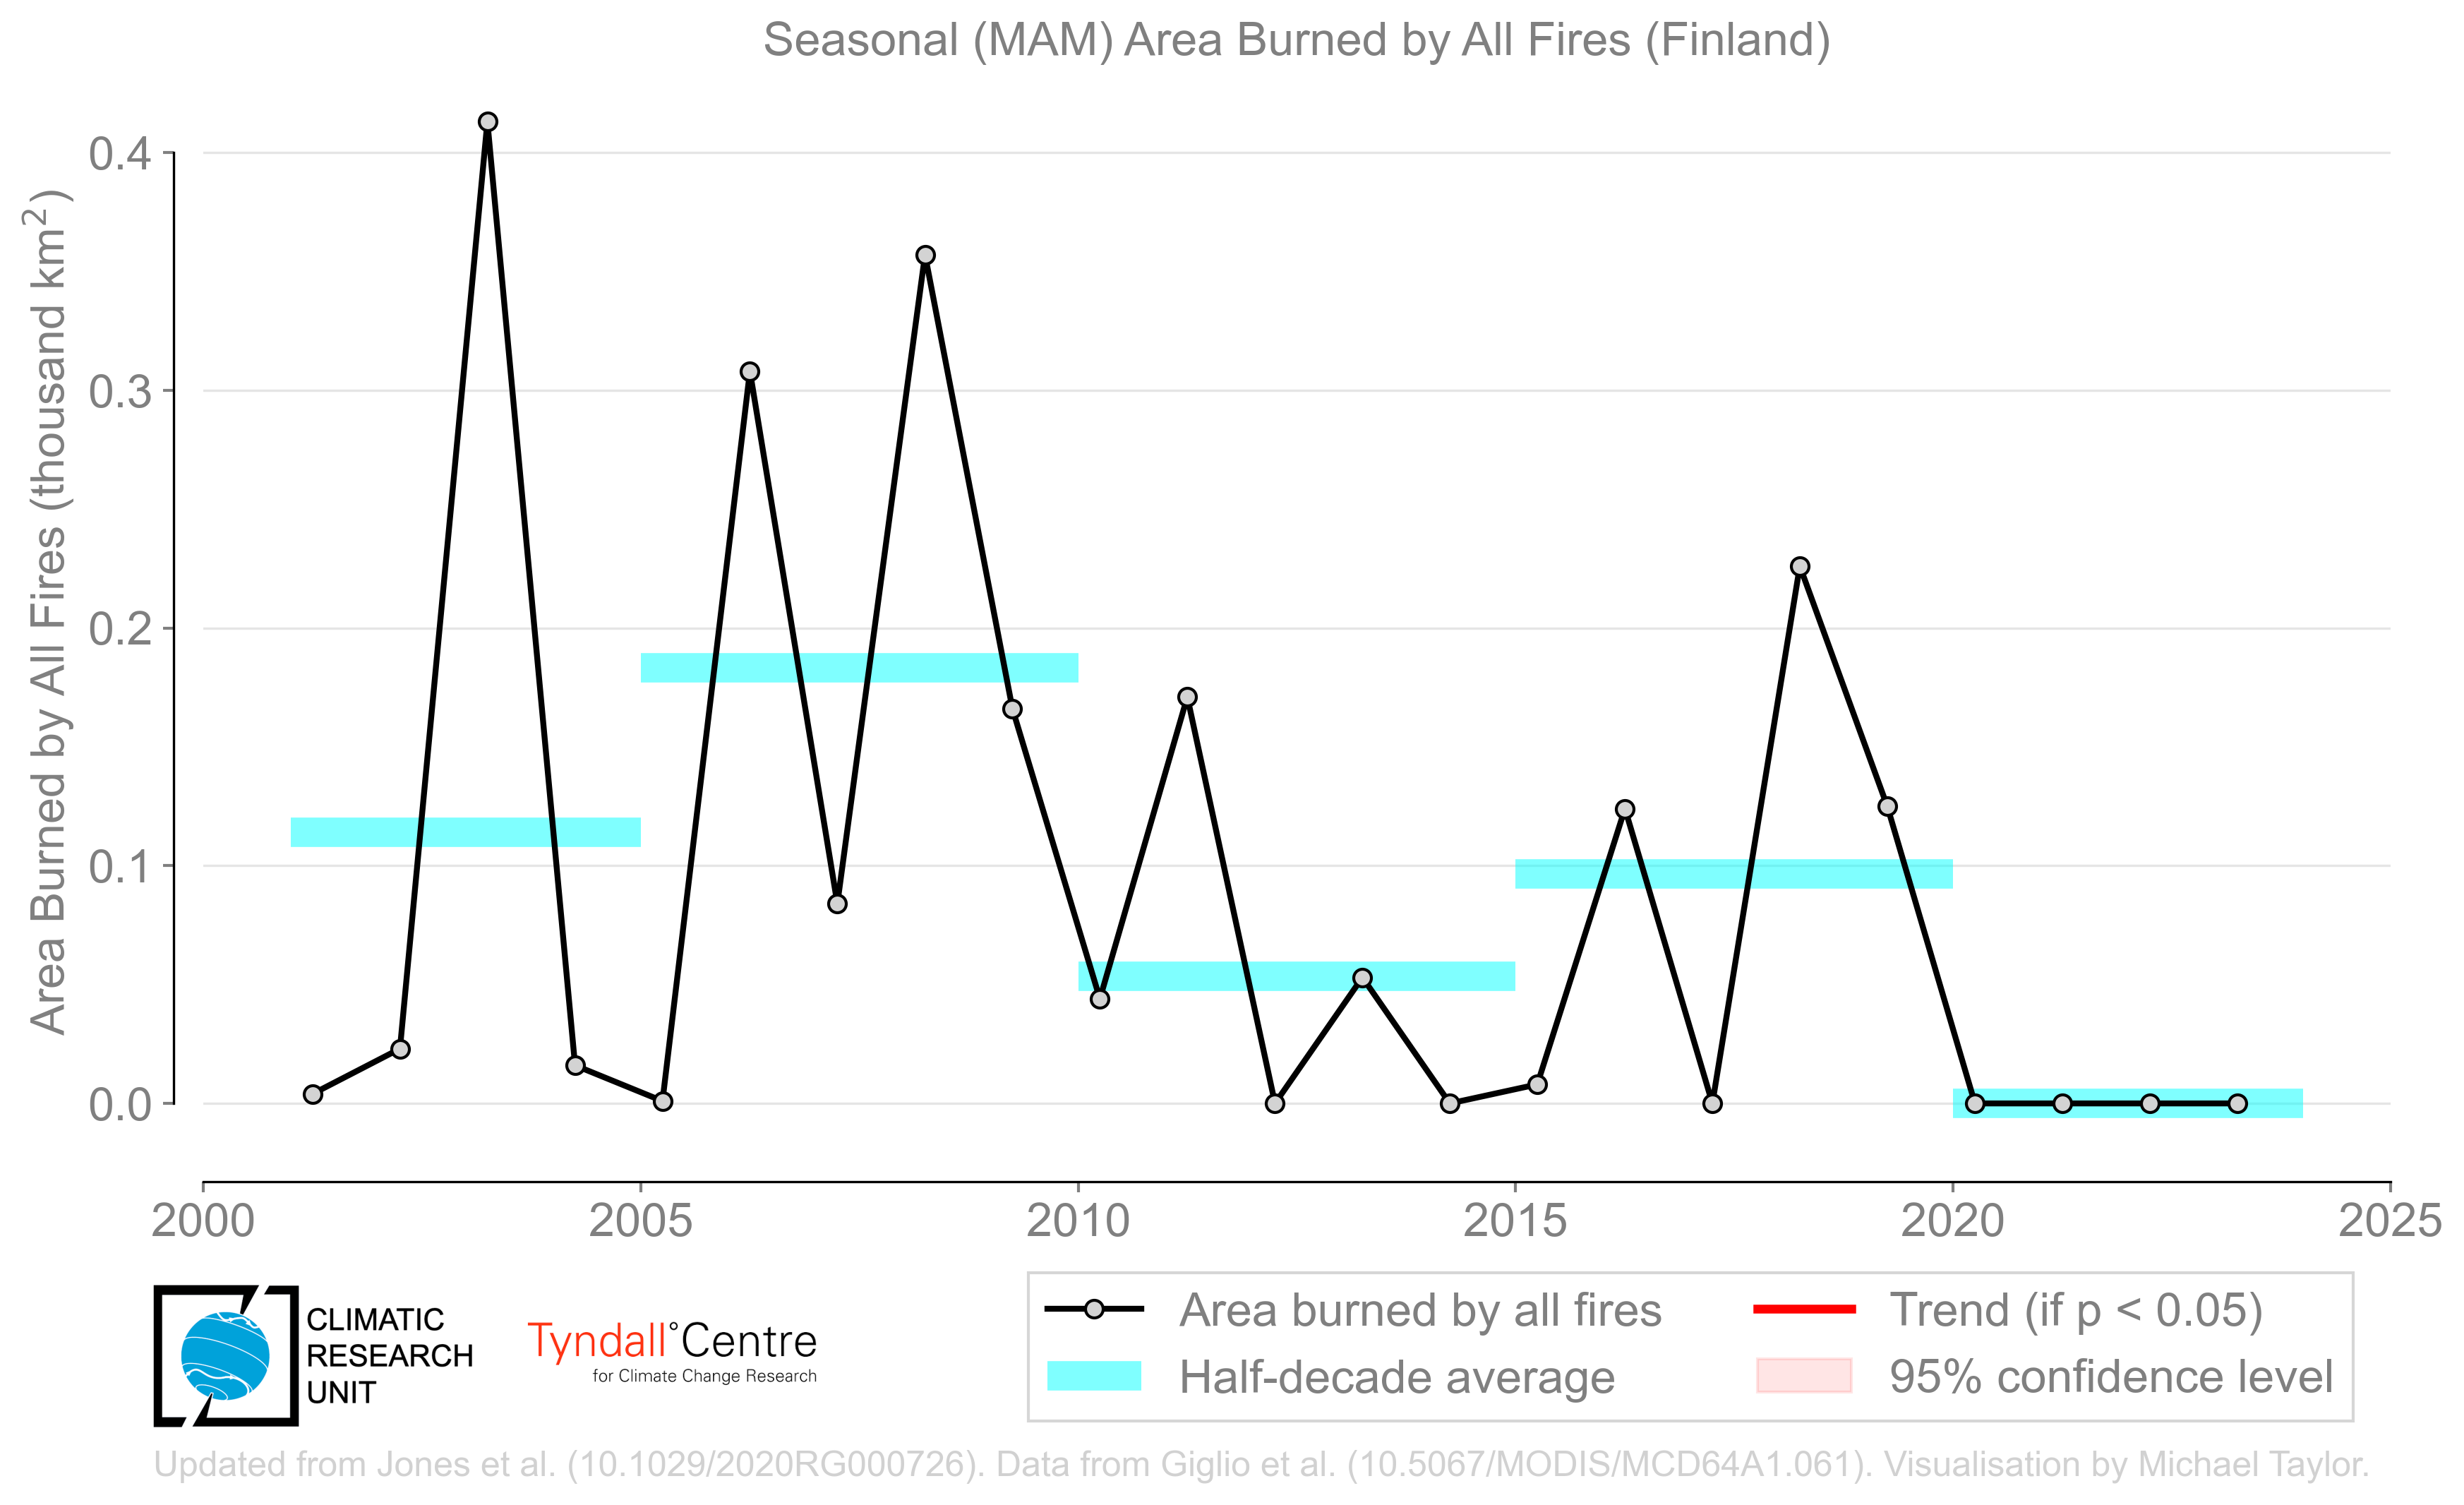 Seasonal (MAM) Area Burned by All Fires (Finland)
Area Burned by All Fires (thousand km²)
0.4
0.3
0.2
0.1
0.0
2000 2005 2010 2015 2020 2025
CLIMATIC
RESEARCH
UNIT
Tyndall°Centre
for Climate Change Research
Area burned by all fires
Half-decade average
Trend (if p < 0.05)
95% confidence level
Updated from Jones et al. (10.1029/2020RG000726). Data from Giglio et al. (10.5067/MODIS/MCD64A1.061). Visualisation by Michael Taylor.